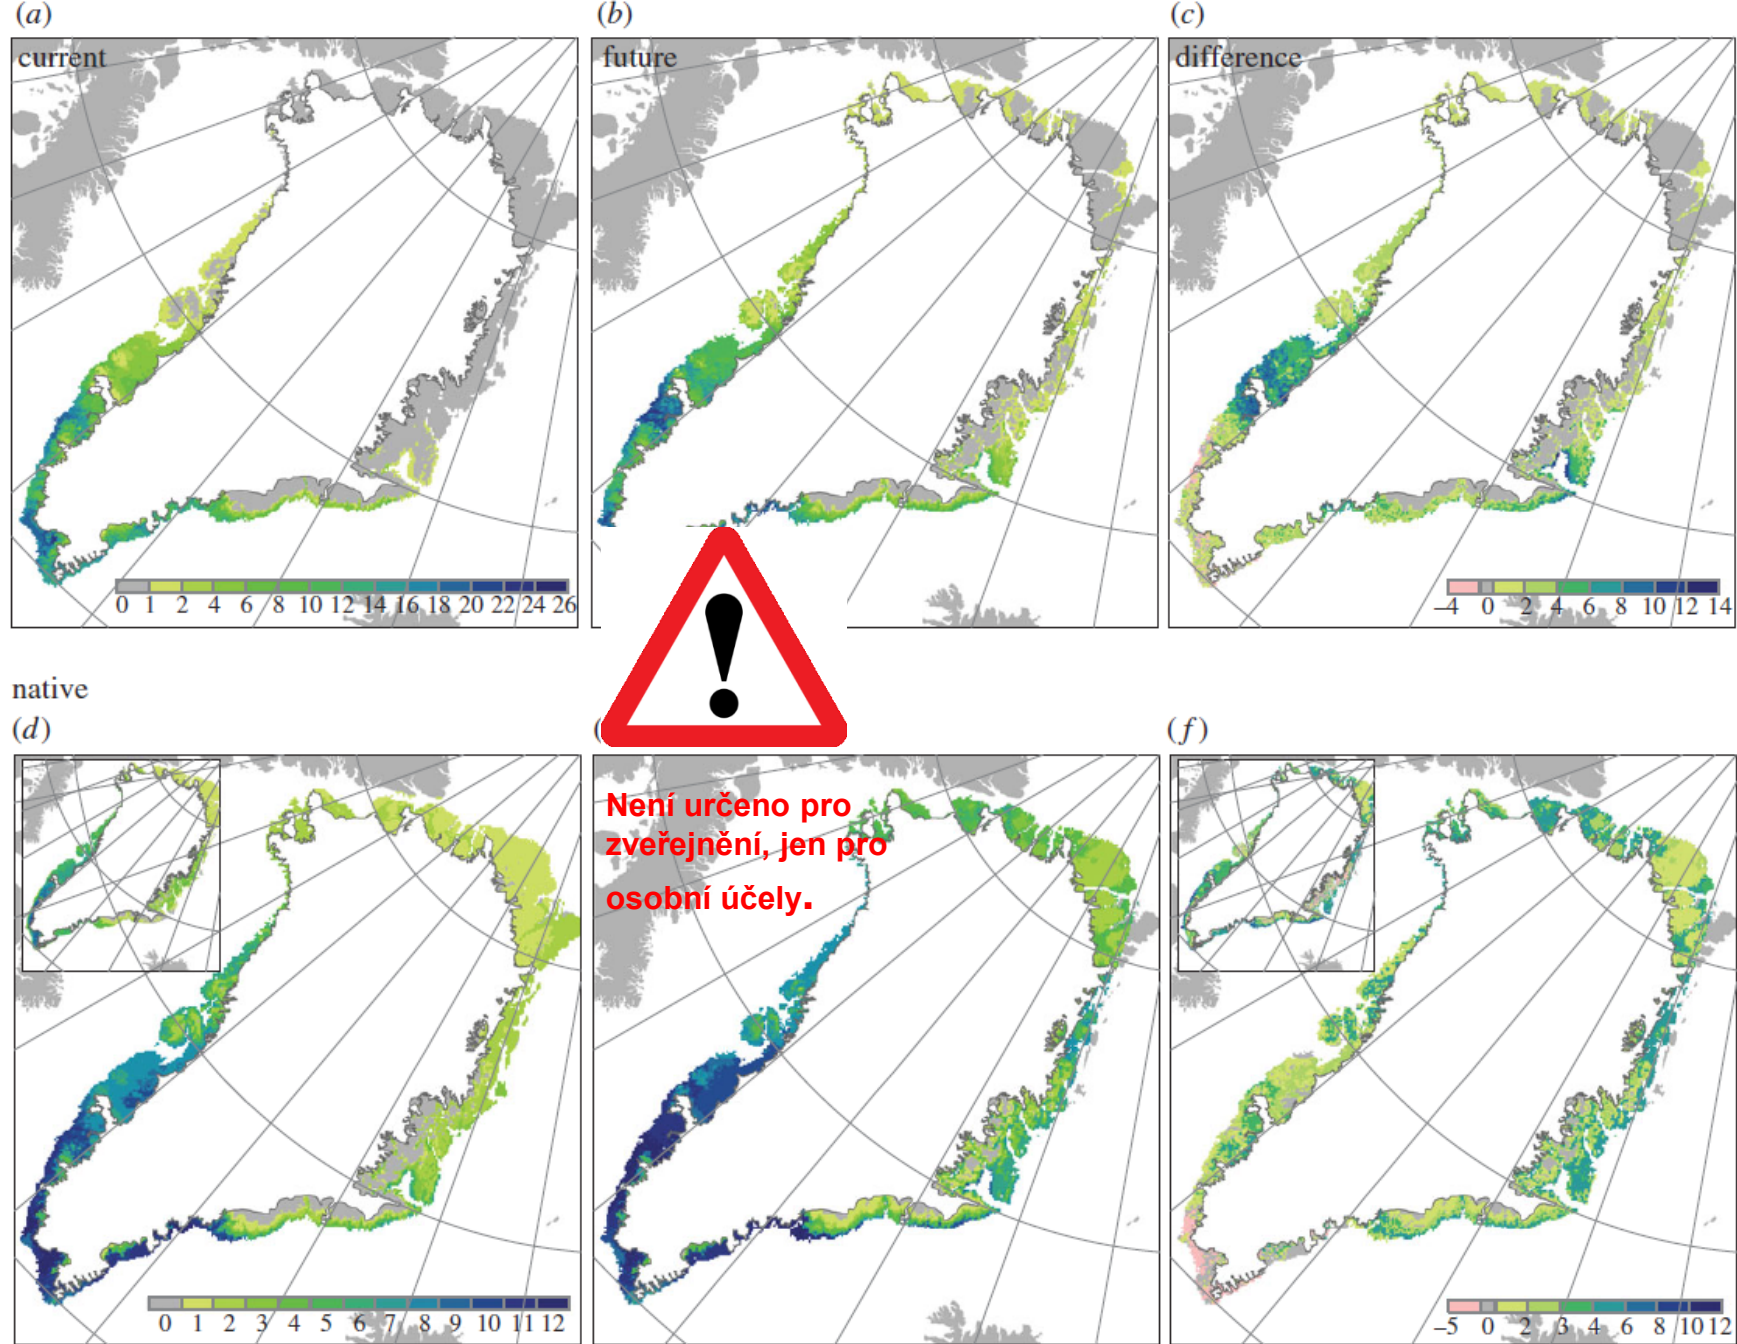 (a)
(b)
(c)
current
future
difference
0 1 2 4 6 8 10 12 14 16 18 20 22 24 26
−4 0 2 4 6 8 10 12 14
native
(d)
(
(f)
Není určeno pro
zveřejnění, jen pro
osobní účely.
0 1 2 3 4 5 6 7 8 9 10 11 12
−5 0 2 3 4 6 8 10 12